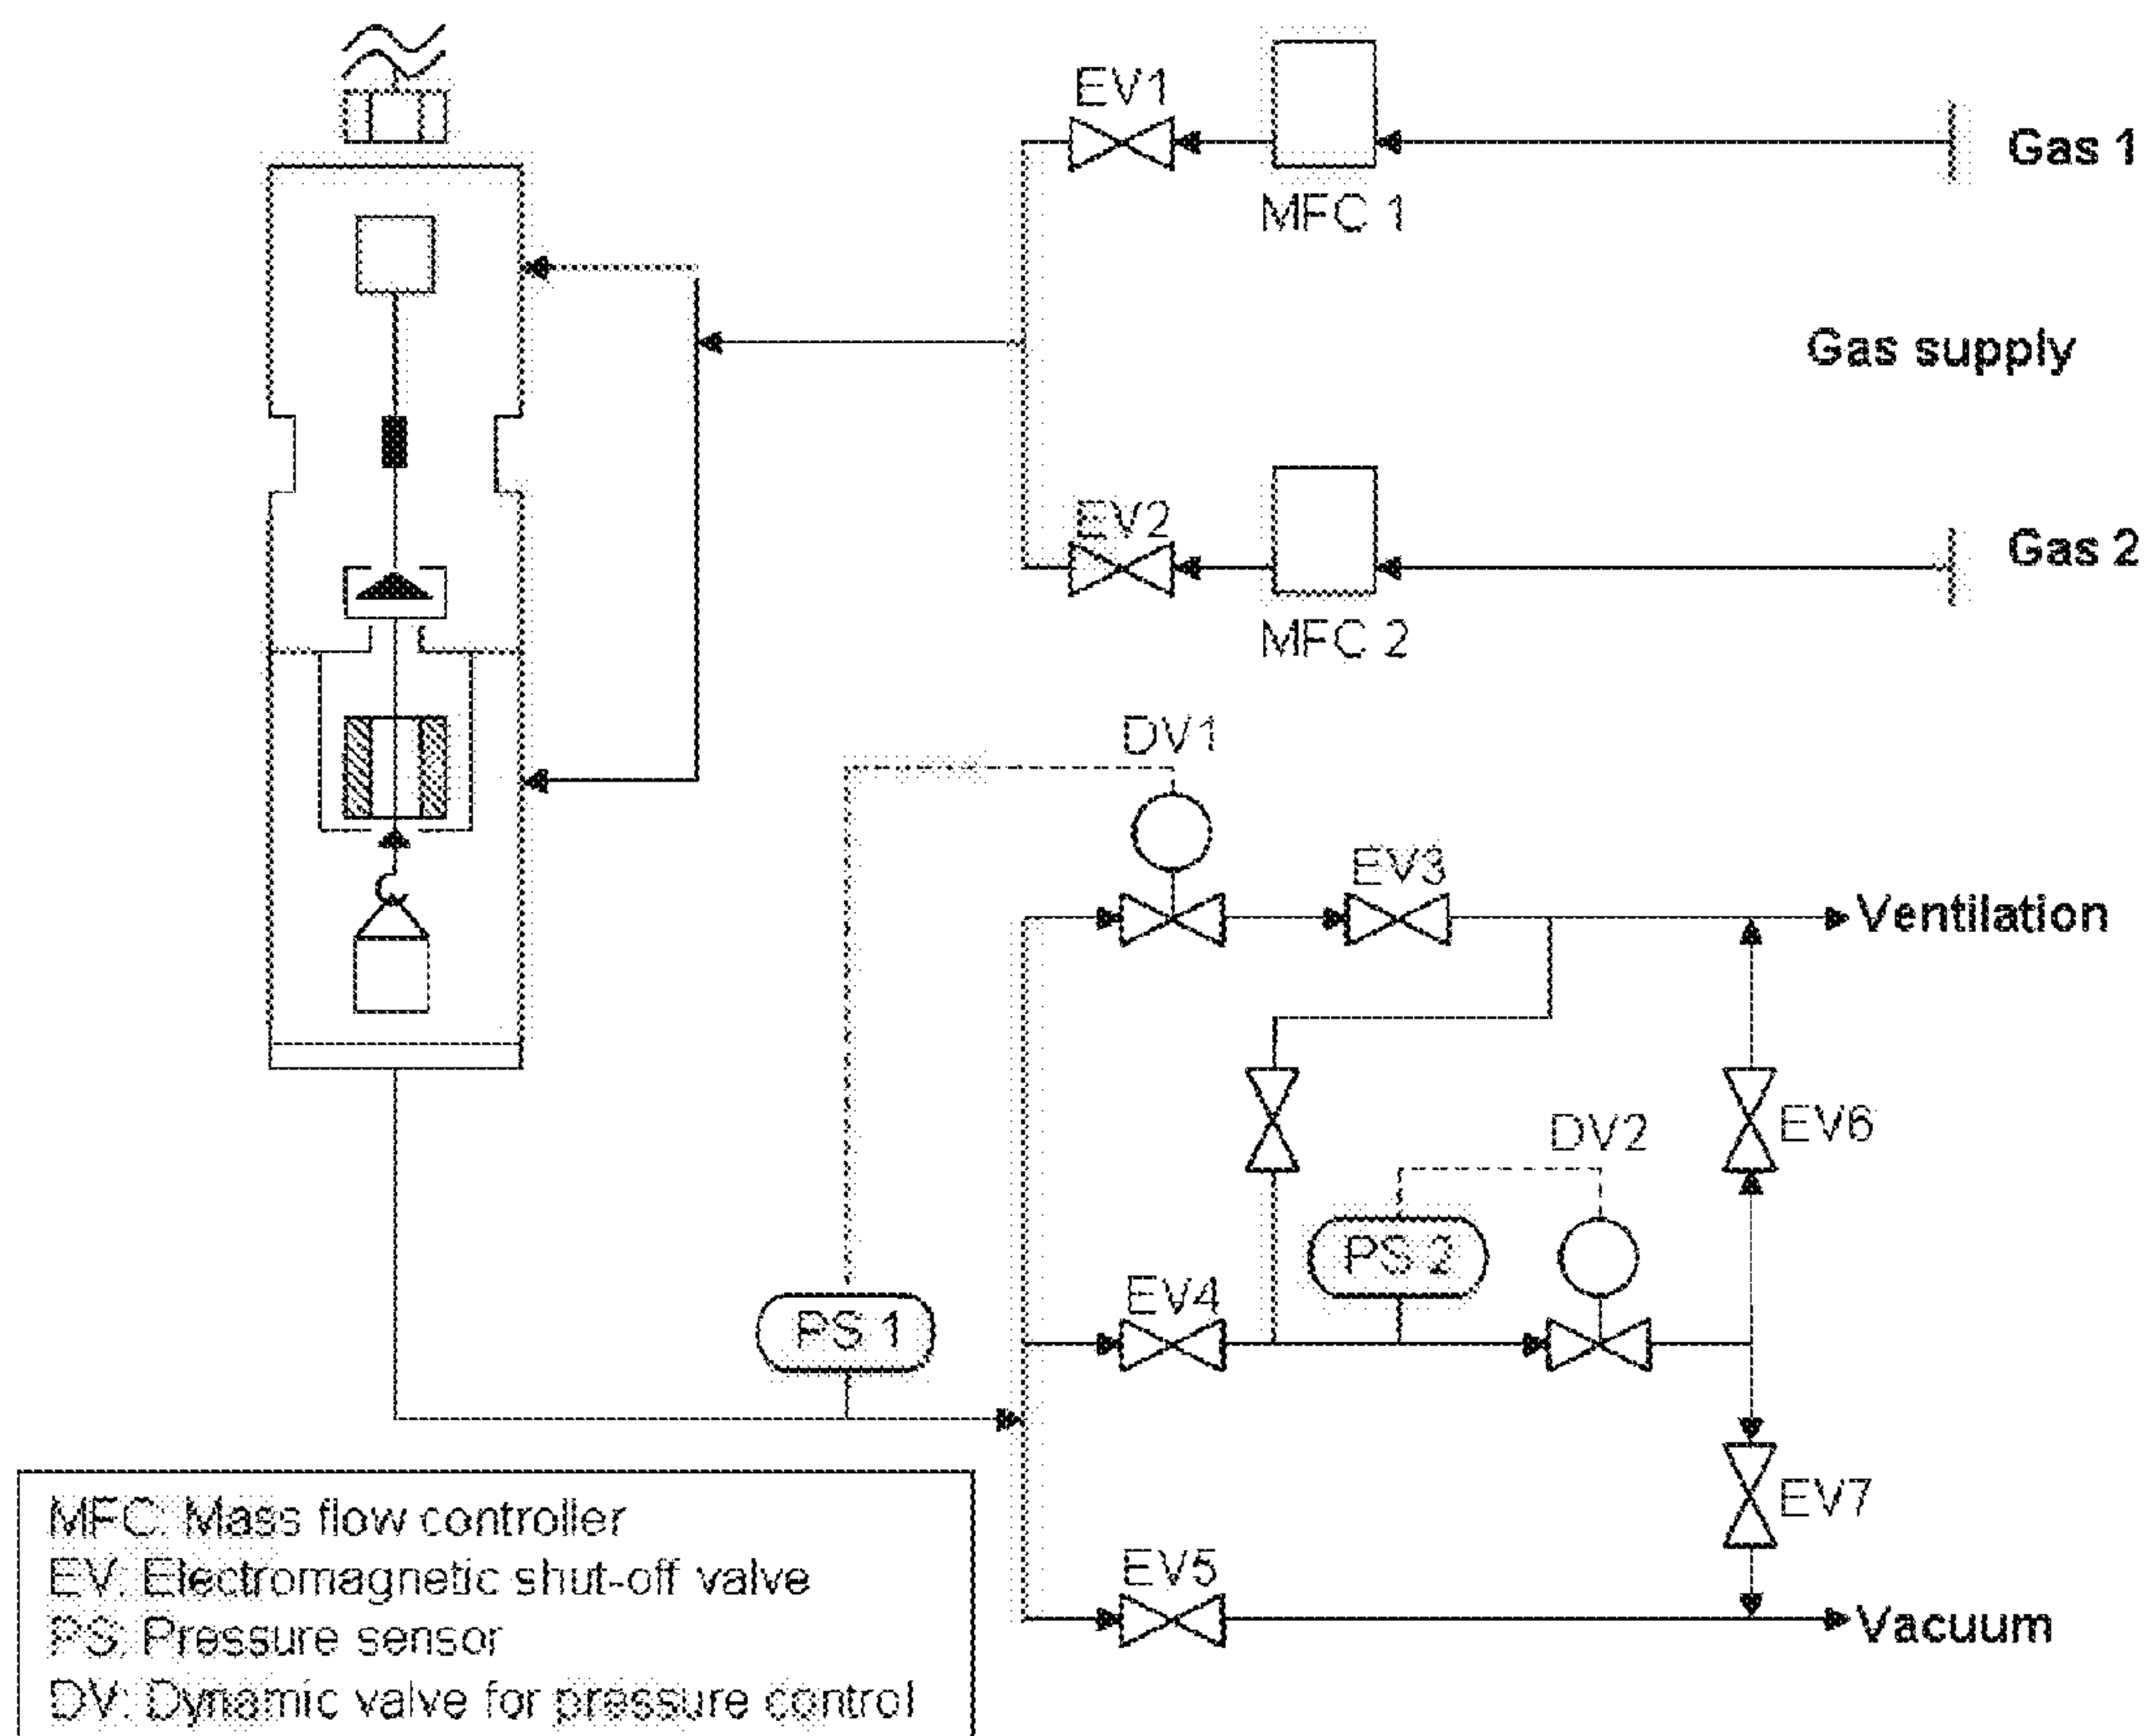 EV1
Gas 1
MFC 1
Gas supply
EV2
Gas 2
MFC 2
DV1
EV3
Ventilation
DV2
EV6
PS 2
EV4
PS 1
EV7
EV5
Vacuum
MFC: Mass flow controller
EV: Electromagnetic shut-off valve
PS: Pressure sensor
DV: Dynamic valve for pressure control